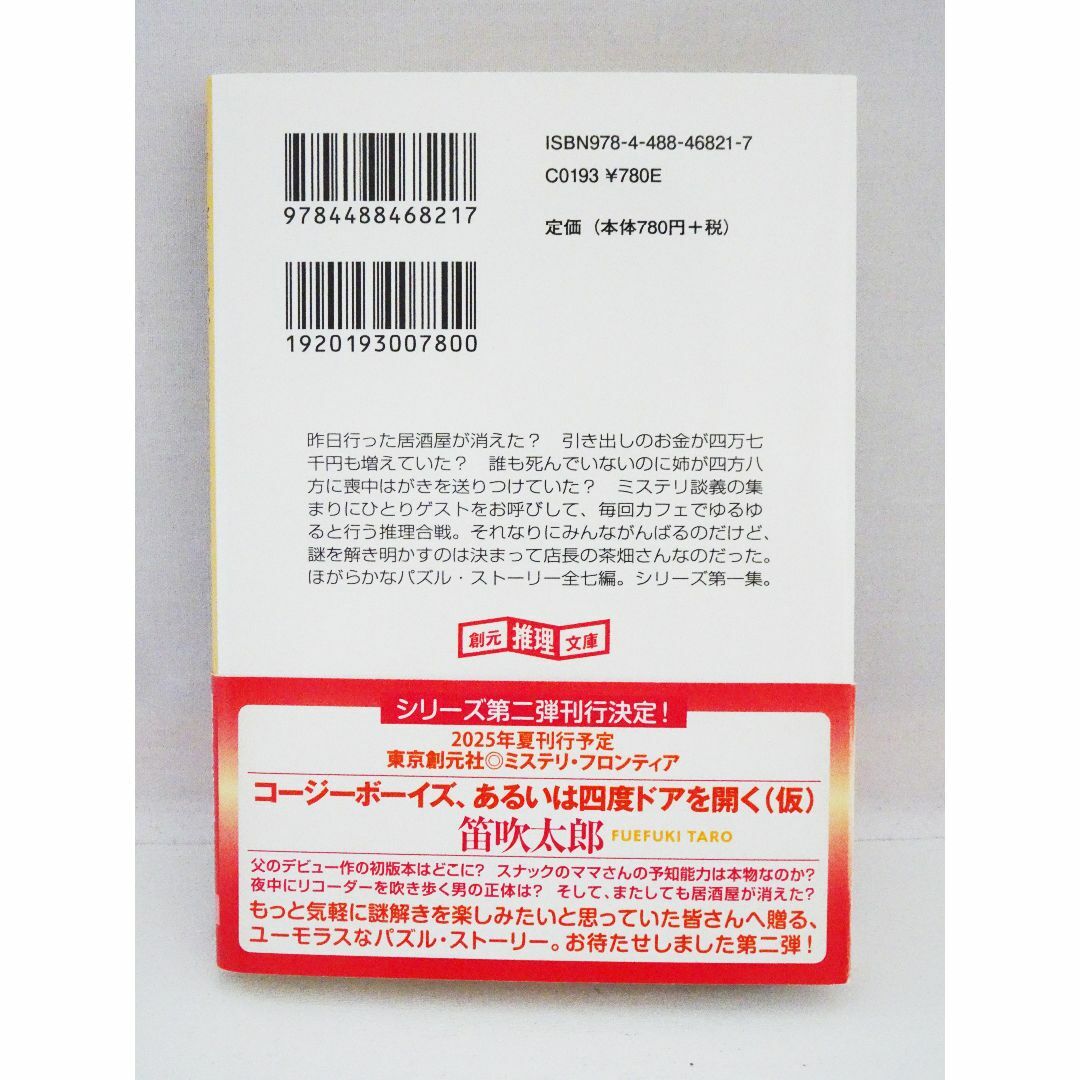 ISBN978-4-488-46821-7
C0193 ¥780E
定価（本体780円＋税）
9784488468217
1920193007800
昨日行った居酒屋が消えた？　引き出しのお金が四万七
千円も増えていた？　誰も死んでいないのに姉が四方八
方に喪中はがきを送りつけていた？　ミステリ談義の集
まりにひとりゲストをお呼びして、毎回カフェでゆるゆ
ると行う推理合戦。それなりにみんながんばるのだけど、
謎を解き明かすのは決まって店長の茶畑さんなのだった。
ほがらかなパズル・ストーリー全七編。シリーズ第一集。
創元推理文庫
シリーズ第二弾刊行決定！
2025年夏刊行予定
東京創元社◎ミステリ・フロンティア
コージーボーイズ、あるいは四度ドアを開く（仮）
笛吹太郎 FUEFUKI TARO
父のデビュー作の初版本はどこに？　スナックのママさんの予知能力は本物なのか？
夜中にリコーダーを吹き歩く男の正体は？　そして、またしても居酒屋が消えた？
もっと気軽に謎解きを楽しみたいと思っていた皆さんへ贈る、
ユーモラスなパズル・ストーリー。お待たせしました第二弾！